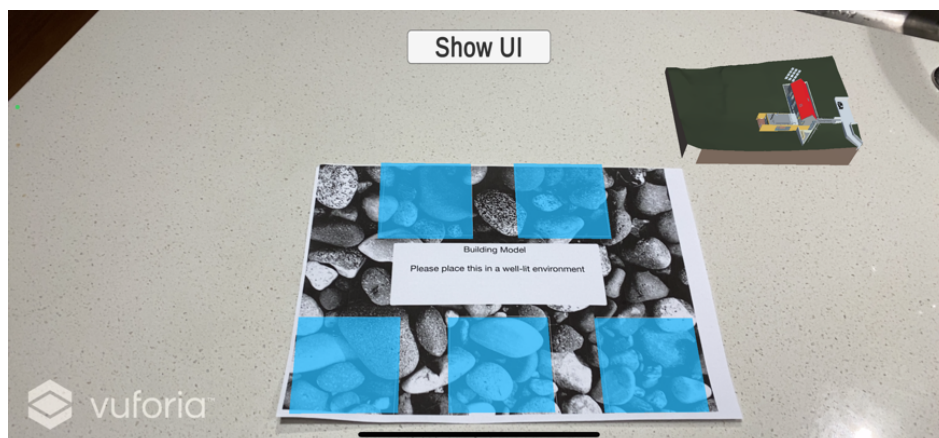 Show UI
Building Model
Please place this in a well-lit environment
vuforia